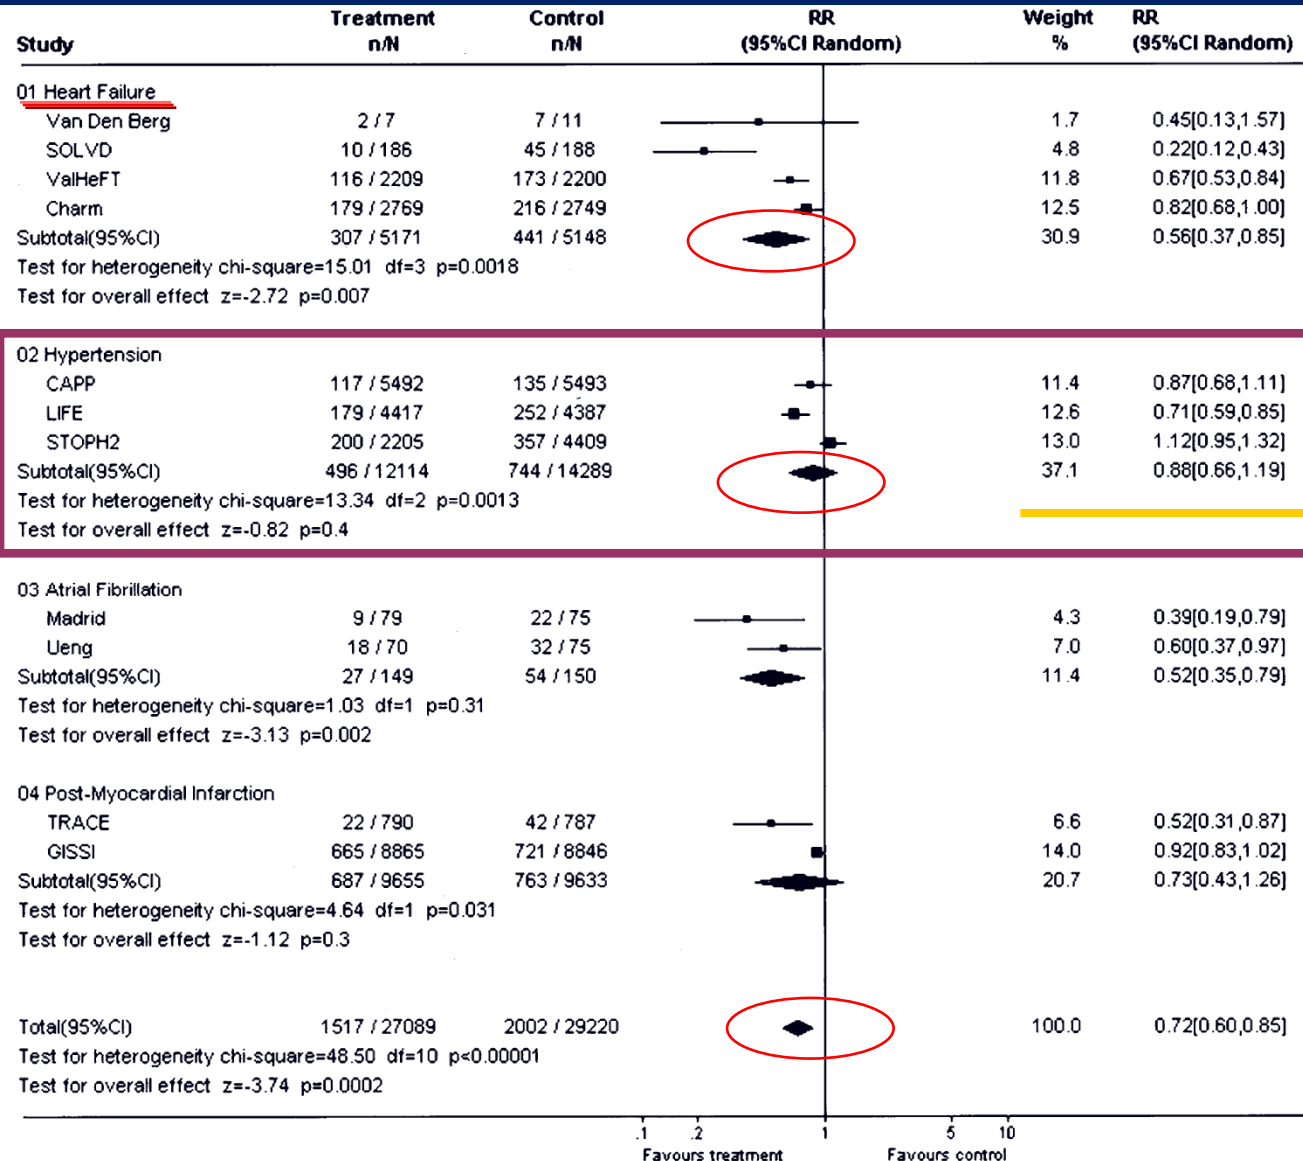 Treatment Control RR Weight RR
Study n/N n/N (95%CI Random) % (95%CI Random)
01 Heart Failure
Van Den Berg 2 / 7 7 / 11 1.7 0.45[0.13,1.57]
SOLVD 10 / 186 45 / 188 4.8 0.22[0.12,0.43]
ValHeFT 116 / 2209 173 / 2200 11.8 0.67[0.53,0.84]
Charm 179 / 2769 216 / 2749 12.5 0.82[0.68,1.00]
Subtotal(95%CI) 307 / 5171 441 / 5148 30.9 0.56[0.37,0.85]
Test for heterogeneity chi-square=15.01 df=3 p=0.0018
Test for overall effect z=-2.72 p=0.007
02 Hypertension
CAPP 117 / 5492 135 / 5493 11.4 0.87[0.68,1.11]
LIFE 179 / 4417 252 / 4387 12.6 0.71[0.59,0.85]
STOPH2 200 / 2205 357 / 4409 13.0 1.12[0.95,1.32]
Subtotal(95%CI) 496 / 12114 744 / 14289 37.1 0.88[0.66,1.19]
Test for heterogeneity chi-square=13.34 df=2 p=0.0013
Test for overall effect z=-0.82 p=0.4
03 Atrial Fibrillation
Madrid 9 / 79 22 / 75 4.3 0.39[0.19,0.79]
Ueng 18 / 70 32 / 75 7.0 0.60[0.37,0.97]
Subtotal(95%CI) 27 / 149 54 / 150 11.4 0.52[0.35,0.79]
Test for heterogeneity chi-square=1.03 df=1 p=0.31
Test for overall effect z=-3.13 p=0.002
04 Post-Myocardial Infarction
TRACE 22 / 790 42 / 787 6.6 0.52[0.31,0.87]
GISSI 665 / 8865 721 / 8846 14.0 0.92[0.83,1.02]
Subtotal(95%CI) 687 / 9655 763 / 9633 20.7 0.73[0.43,1.26]
Test for heterogeneity chi-square=4.64 df=1 p=0.031
Test for overall effect z=-1.12 p=0.3
Total(95%CI) 1517 / 27089 2002 / 29220 100.0 0.72[0.60,0.85]
Test for heterogeneity chi-square=48.50 df=10 p<0.00001
Test for overall effect z=-3.74 p=0.0002
.1 .2 1 5 10
Favours treatment Favours control